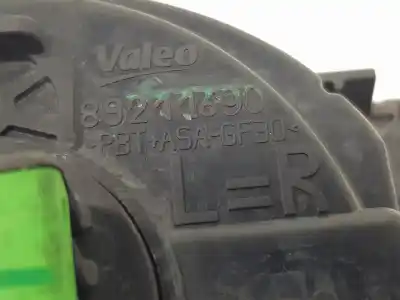 Valeo
89211690
>PBT+ASA-GF30<
L=R